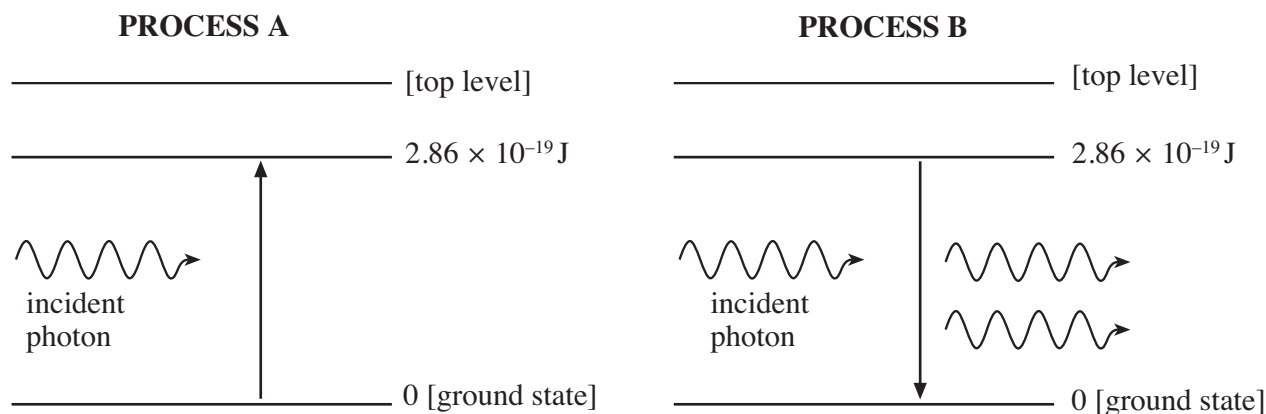 PROCESS A
[top level]
2.86 × 10⁻¹⁹ J
incident
photon
0 [ground state]
PROCESS B
[top level]
2.86 × 10⁻¹⁹ J
incident
photon
0 [ground state]